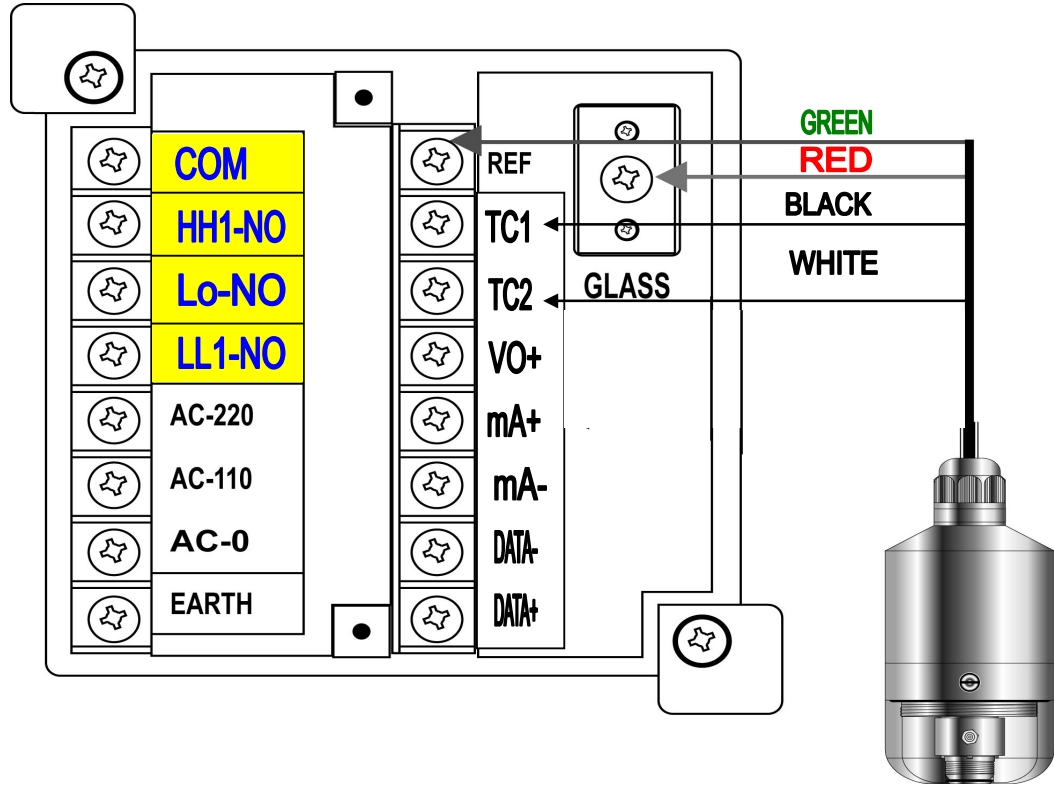 COM
HH1-NO
Lo-NO
LL1-NO
AC-220
AC-110
AC-0
EARTH
REF
TC1
TC2
VO+
mA+
mA-
DATA-
DATA+
GLASS
GREEN
RED
BLACK
WHITE